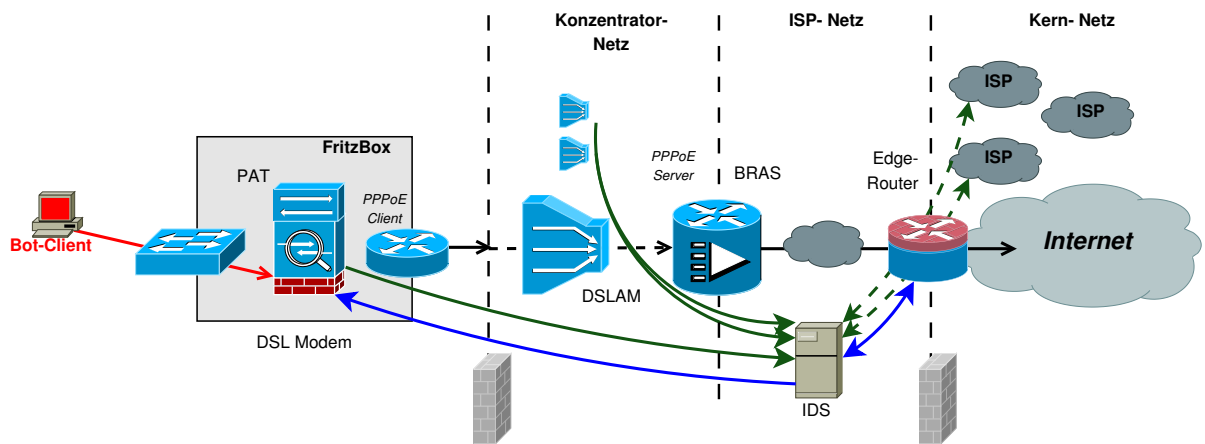 Konzentrator-
Netz
ISP- Netz
Kern- Netz
ISP
ISP
ISP
FritzBox
PAT
PPPoE
Client
PPPoE
Server
BRAS
Edge-
Router
Bot-Client
Internet
DSLAM
DSL Modem
IDS